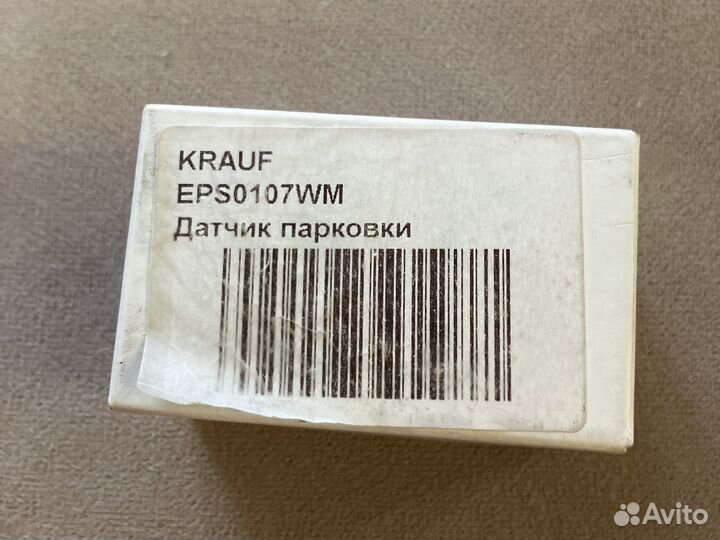 KRAUF
EPS0107WM
Датчик парковки
Avito